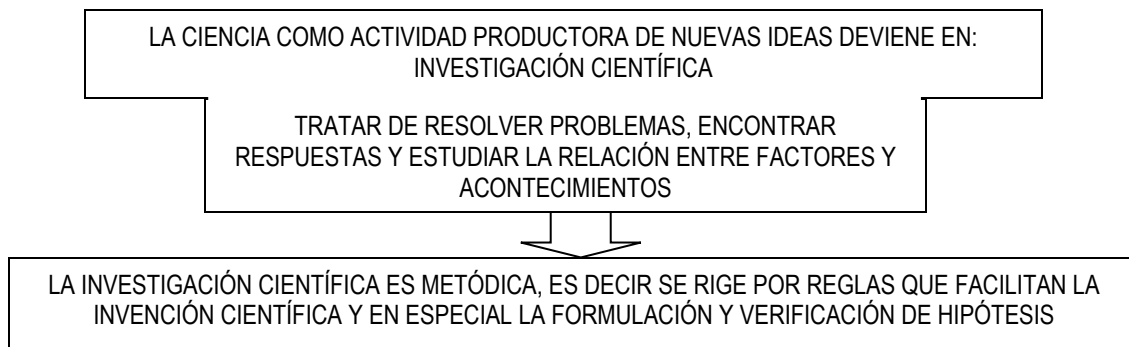 LA CIENCIA COMO ACTIVIDAD PRODUCTORA DE NUEVAS IDEAS DEVIENE EN:
INVESTIGACIÓN CIENTÍFICA
TRATAR DE RESOLVER PROBLEMAS, ENCONTRAR
RESPUESTAS Y ESTUDIAR LA RELACIÓN ENTRE FACTORES Y
ACONTECIMIENTOS
LA INVESTIGACIÓN CIENTÍFICA ES METÓDICA, ES DECIR SE RIGE POR REGLAS QUE FACILITAN LA
INVENCIÓN CIENTÍFICA Y EN ESPECIAL LA FORMULACIÓN Y VERIFICACIÓN DE HIPÓTESIS